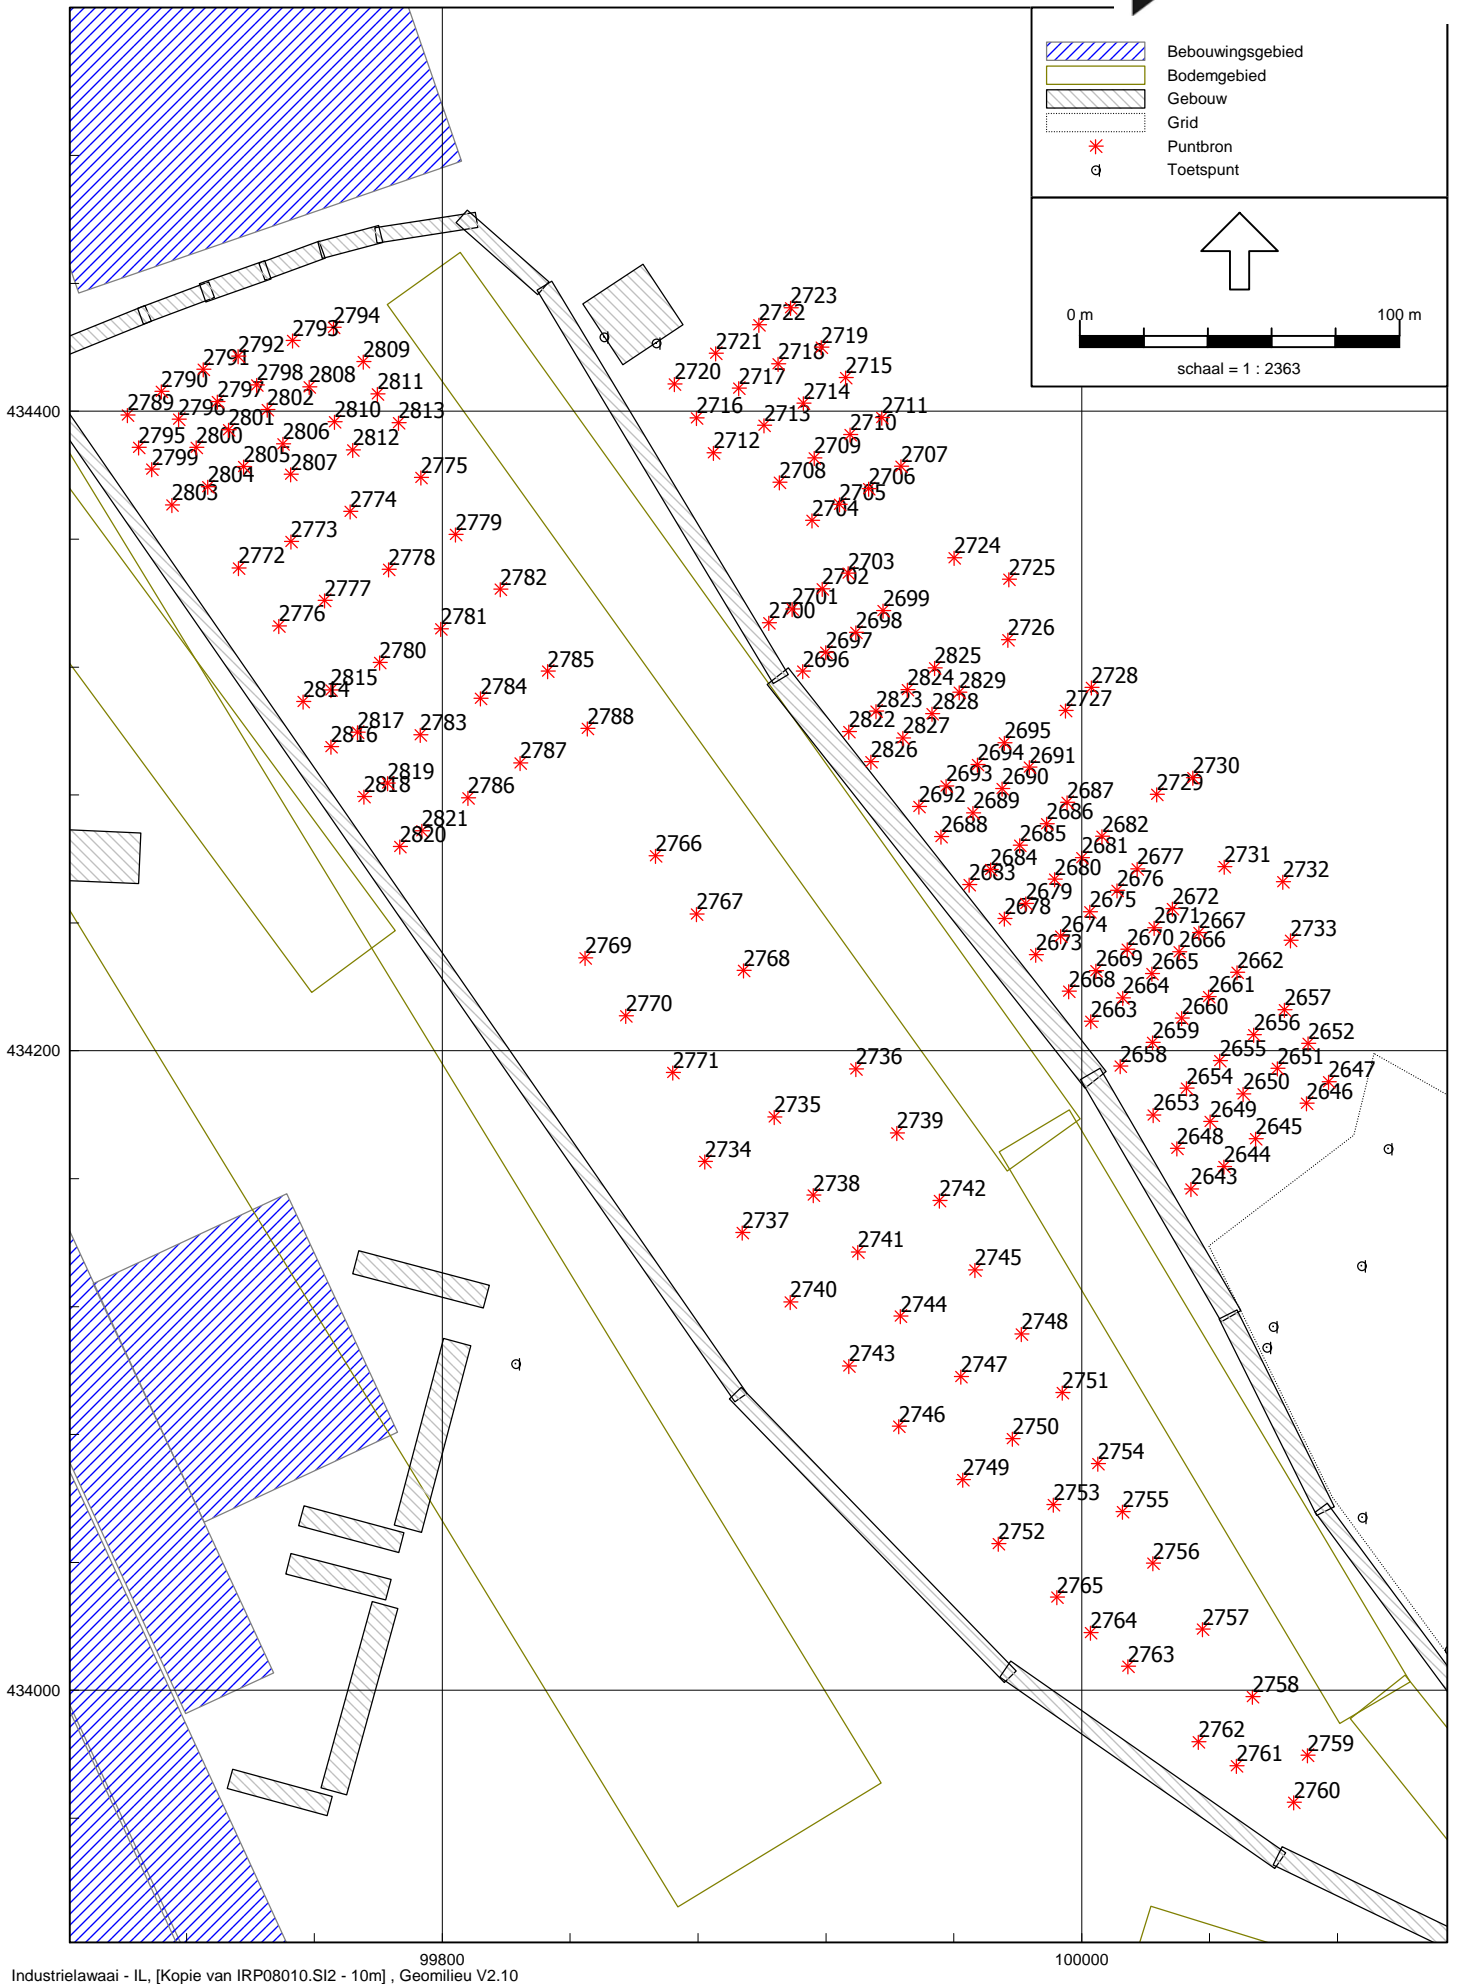 Bebouwingsgebied
Bodemgebied
Gebouw
Grid
Puntbron
Toetspunt
0 m 100 m
schaal = 1 : 2363
2723
2722
2794
2793 2719
2792 2721 2718
2791 2809 2715
2790 2798 2808 2720 2717
2797 2811 2714
2789 2796 2802 2716 2711
434400
2801 2810 2813 2713 2710
2795 2800 2806 2812 2712 2709
2799 2805 2807 2775 2707
2804 2708 2706
2803 2774 2705
2704
2773 2779
2772 2778 2724
2703 2725
2777 2782 2702
2701 2699
2776 2781 2700 2698 2726
2697
2780 2785 2696 2825
2815 2824 2829 2728
2814 2784 2823 2828 2727
2817 2783 2788 2822 2827
2816 2826 2695
2787 2694 2691
2819 2693 2690 2730
2818 2786 2692 2689 2687 2729
2821 2688 2686 2682
2820 2766 2685 2681
2684 2680 2677 2731
2683 2676 2732
2767 2679 2675 2672
2678 2674 2671 2667 2733
2769 2768 2673 2670 2666
2669 2665 2662
2668 2664 2661 2657
2770 2663 2660 2656
434200
2659 2655 2652
2771 2736 2658 2651 2647
2654 2650 2646
2735 2739 2653 2649 2645
2734 2648 2644
2738 2742 2643
2737 2741
2745
2740 2744
2748
2743 2747
2751
2746 2750
2754
2749 2753 2755
2752 2756
2765
2764 2757
2763
434000
2758
2762 2759
2761
2760
99800 100000
Industrielawaai - IL, [Kopie van IRP08010.SI2 - 10m] , Geomilieu V2.10